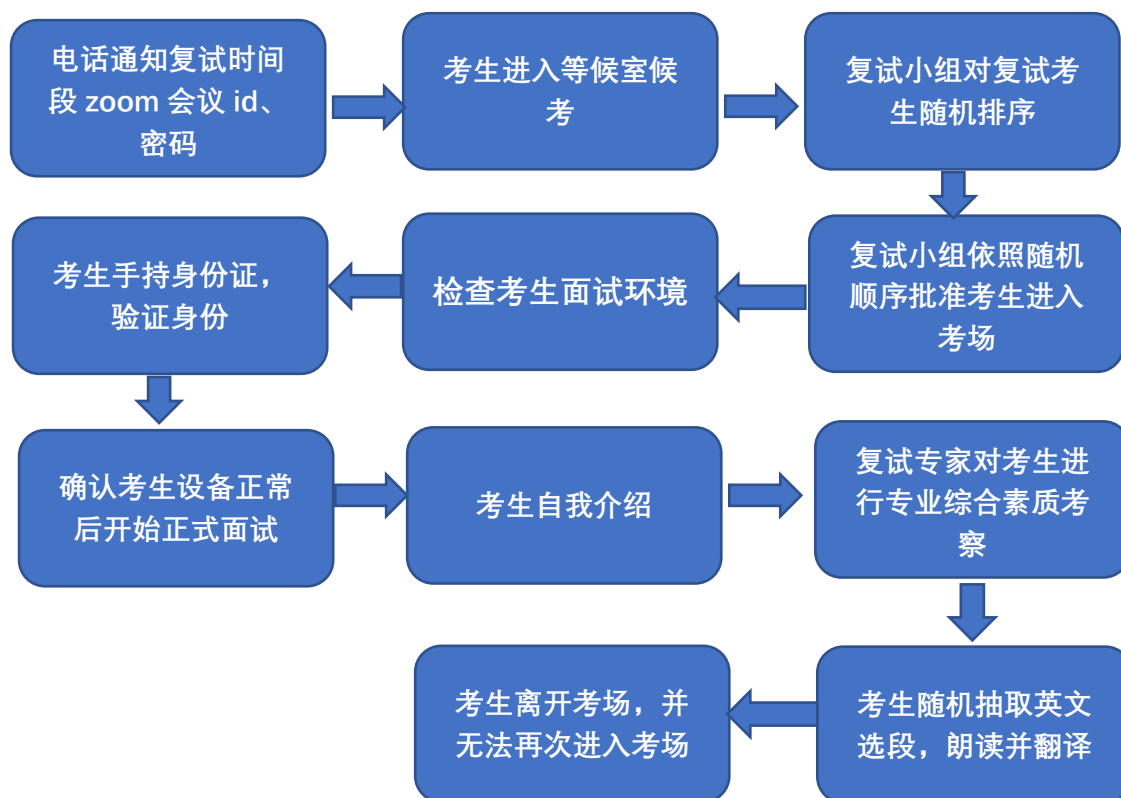 电话通知复试时间
段 zoom 会议 id、
密码
考生进入等候室候
考
复试小组对复试考
生随机排序
复试小组依照随机
顺序批准考生进入
考场
检查考生面试环境
考生手持身份证，
验证身份
确认考生设备正常
后开始正式面试
考生自我介绍
复试专家对考生进
行专业综合素质考
察
考生随机抽取英文
选段，朗读并翻译
考生离开考场，并
无法再次进入考场